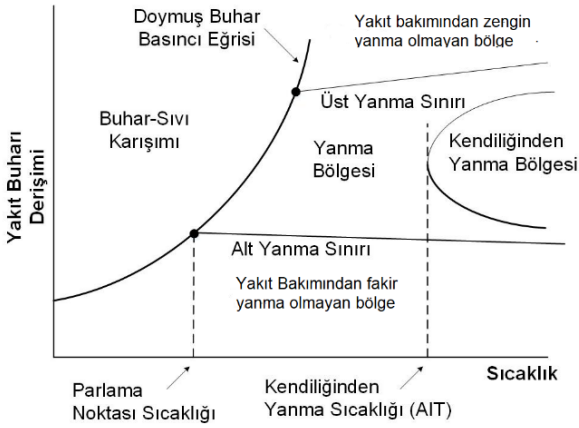 Doymuş Buhar
Basıncı Eğrisi
Yakıt bakımından zengin
yanma olmayan bölge
Üst Yanma Sınırı
Buhar-Sıvı
Karışımı
Yanma
Bölgesi
Kendiliğinden
Yanma Bölgesi
Yakıt Buharı
Derişimi
Alt Yanma Sınırı
Yakıt Bakımından fakir
yanma olmayan bölge
Sıcaklık
Parlama
Noktası Sıcaklığı
Kendiliğinden
Yanma Sıcaklığı (AIT)